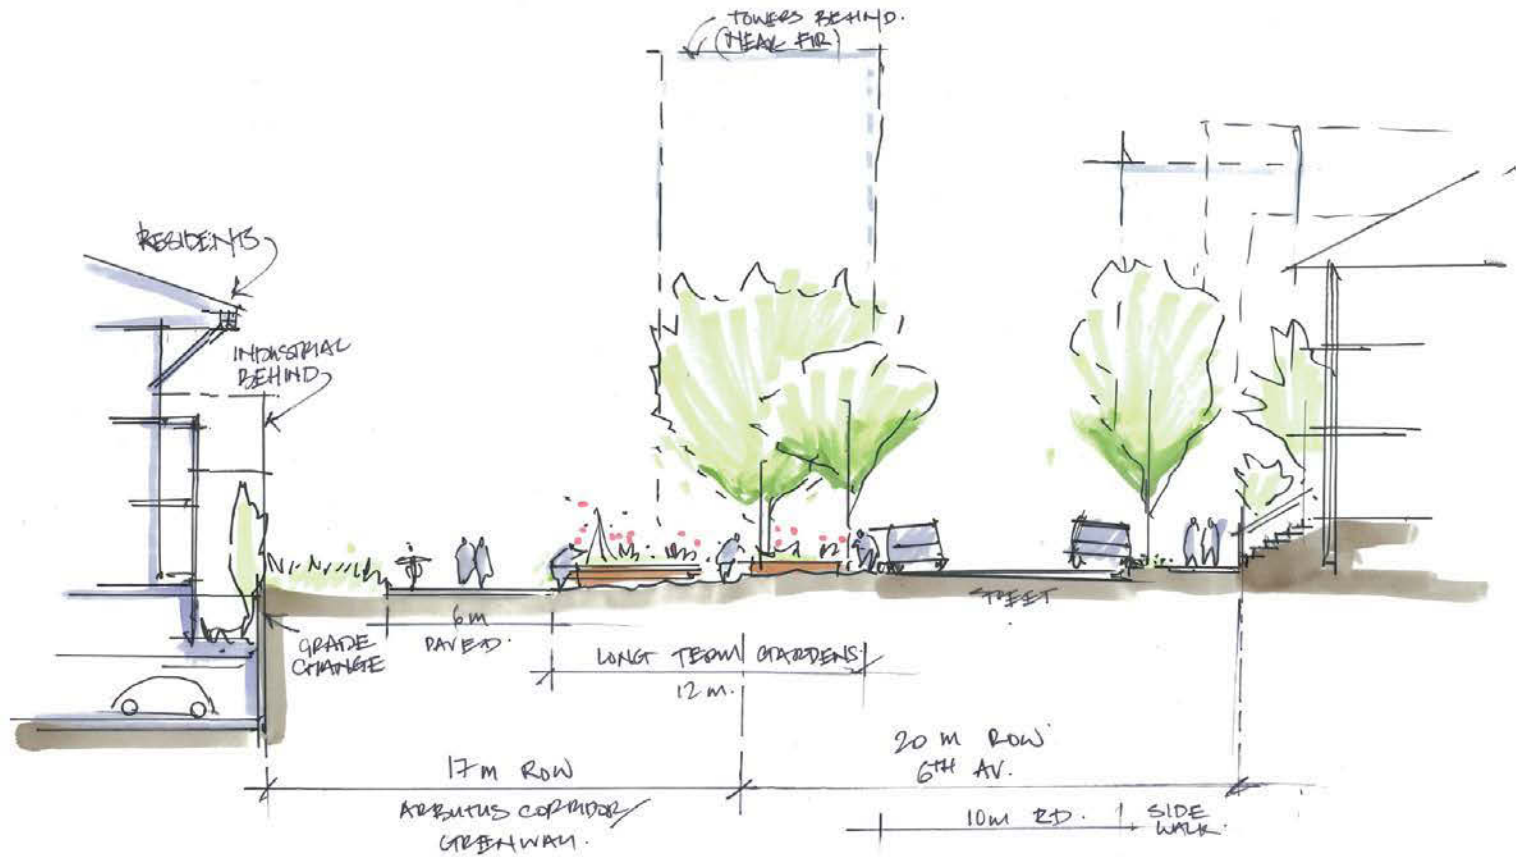 TOWERS BEHIND.
(NEAR FIR)
RESIDENTS
INDUSTRIAL
BEHIND
GRADE
CHANGE
6m
PAVED.
LONG TERM GARDENS
12 m.
STREET
17m ROW
ARBUTUS CORRIDOR/
GREENWAY.
20 m ROW
6TH AV.
10m RD.
SIDE
WALK.